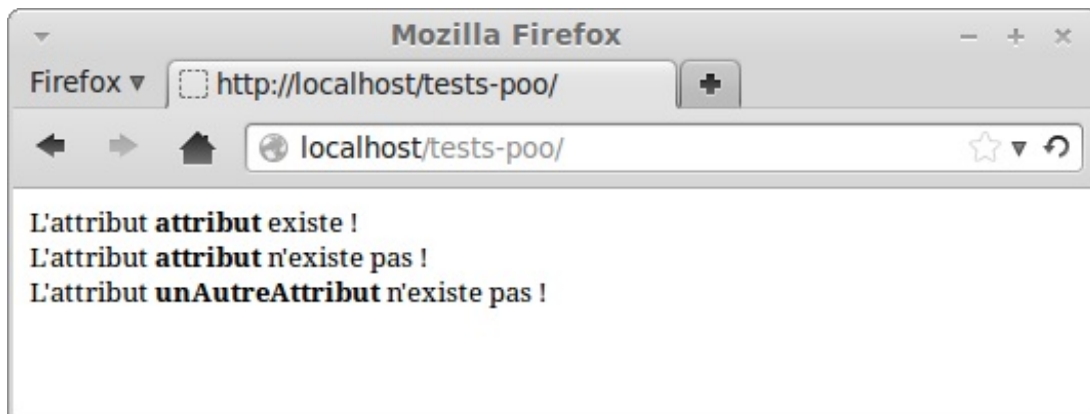 Mozilla Firefox
Firefox
http://localhost/tests-poo/
localhost/tests-poo/
L'attribut attribut existe !
L'attribut attribut n'existe pas !
L'attribut unAutreAttribut n'existe pas !